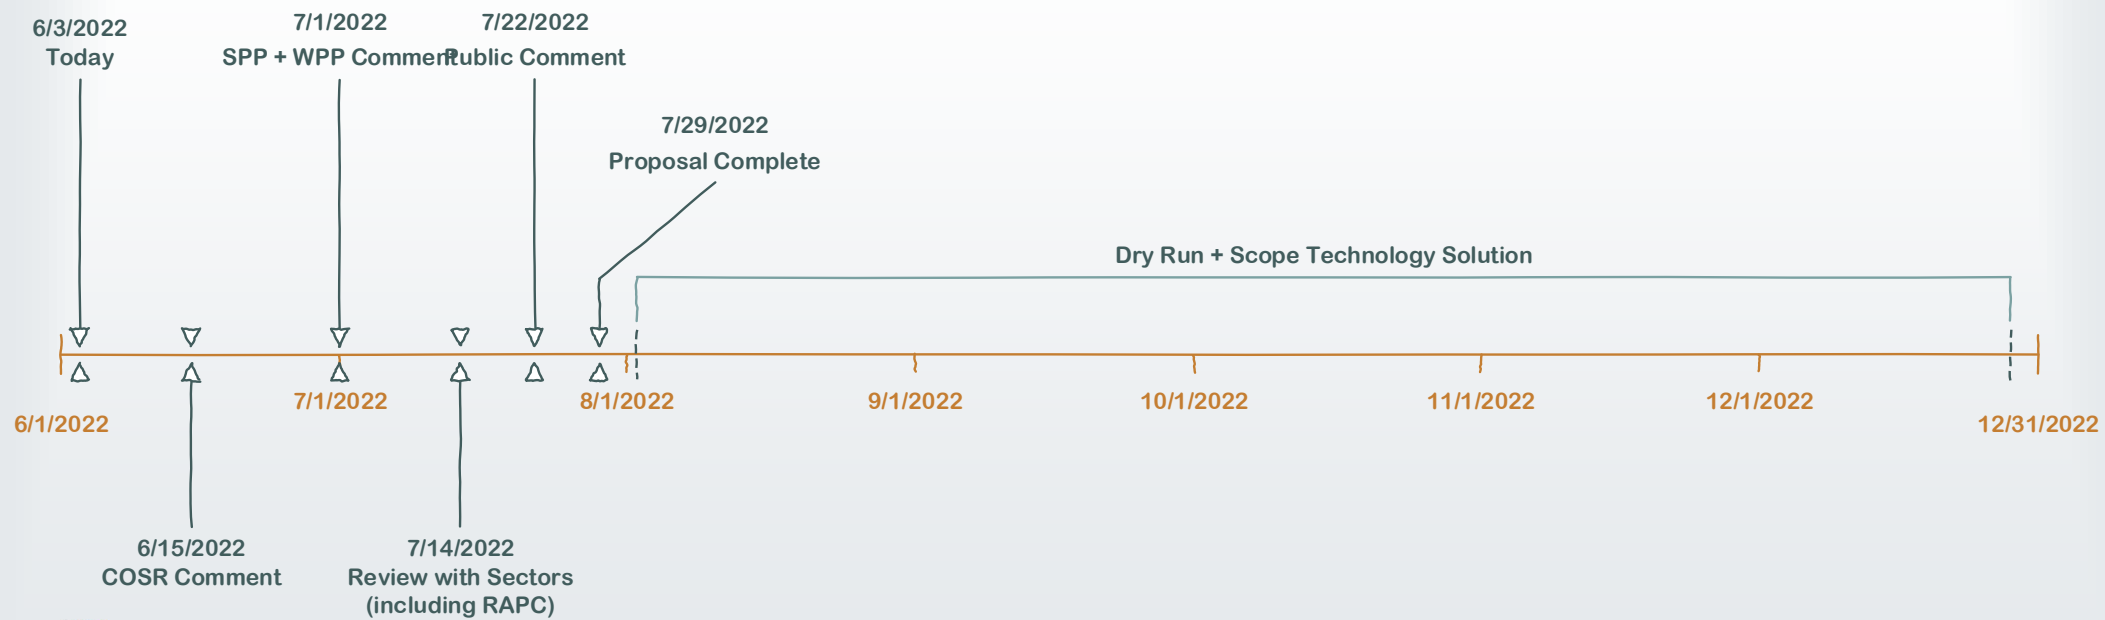 6/3/2022
Today
7/1/2022
SPP + WPP Comment
7/22/2022
Public Comment
7/29/2022
Proposal Complete
Dry Run + Scope Technology Solution
6/1/2022
7/1/2022
8/1/2022
9/1/2022
10/1/2022
11/1/2022
12/1/2022
12/31/2022
6/15/2022
COSR Comment
7/14/2022
Review with Sectors
(including RAPC)